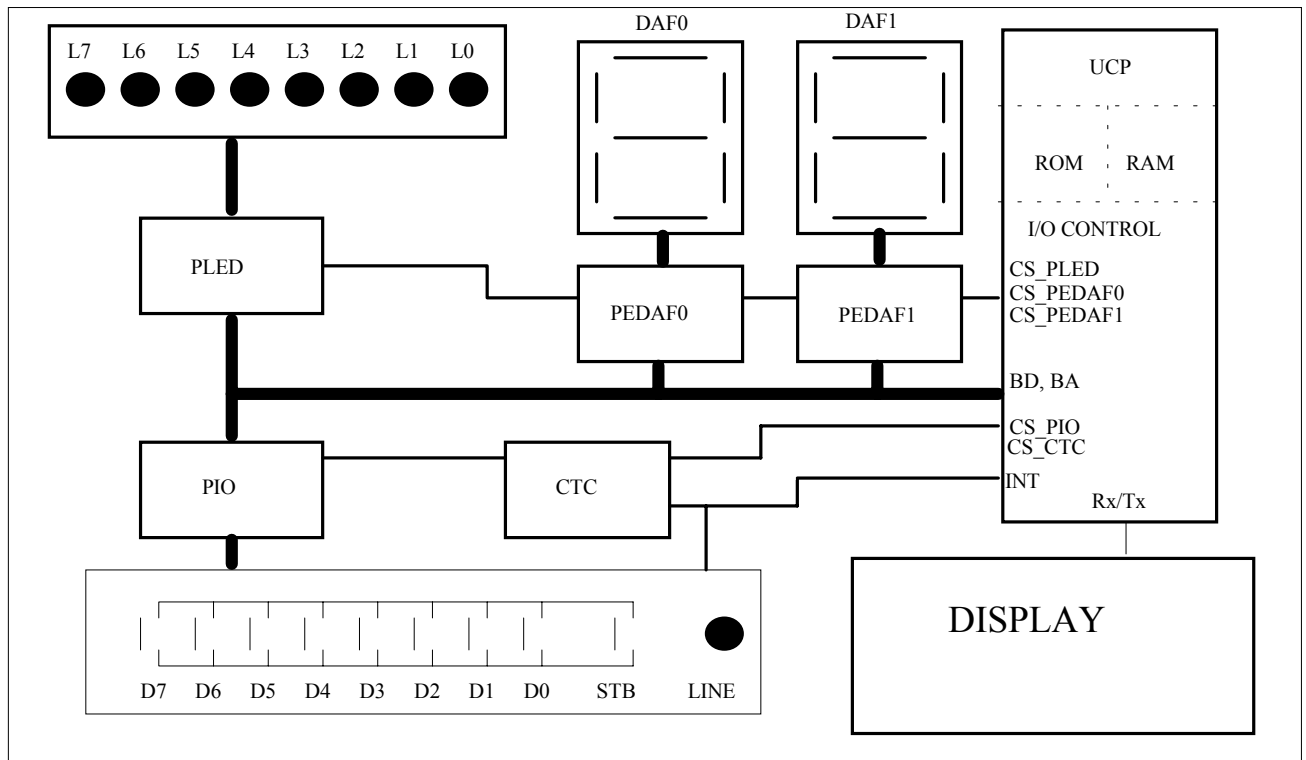 DAF0 DAF1
L7 L6 L5 L4 L3 L2 L1 L0
UCP
ROM RAM
I/O CONTROL
PLED
CS_PLED
CS_PEDAF0
CS_PEDAF1
PEDAF0 PEDAF1
BD, BA
CS_PIO
CS_CTC
PIO CTC INT
Rx/Tx
DISPLAY
D7 D6 D5 D4 D3 D2 D1 D0 STB LINE